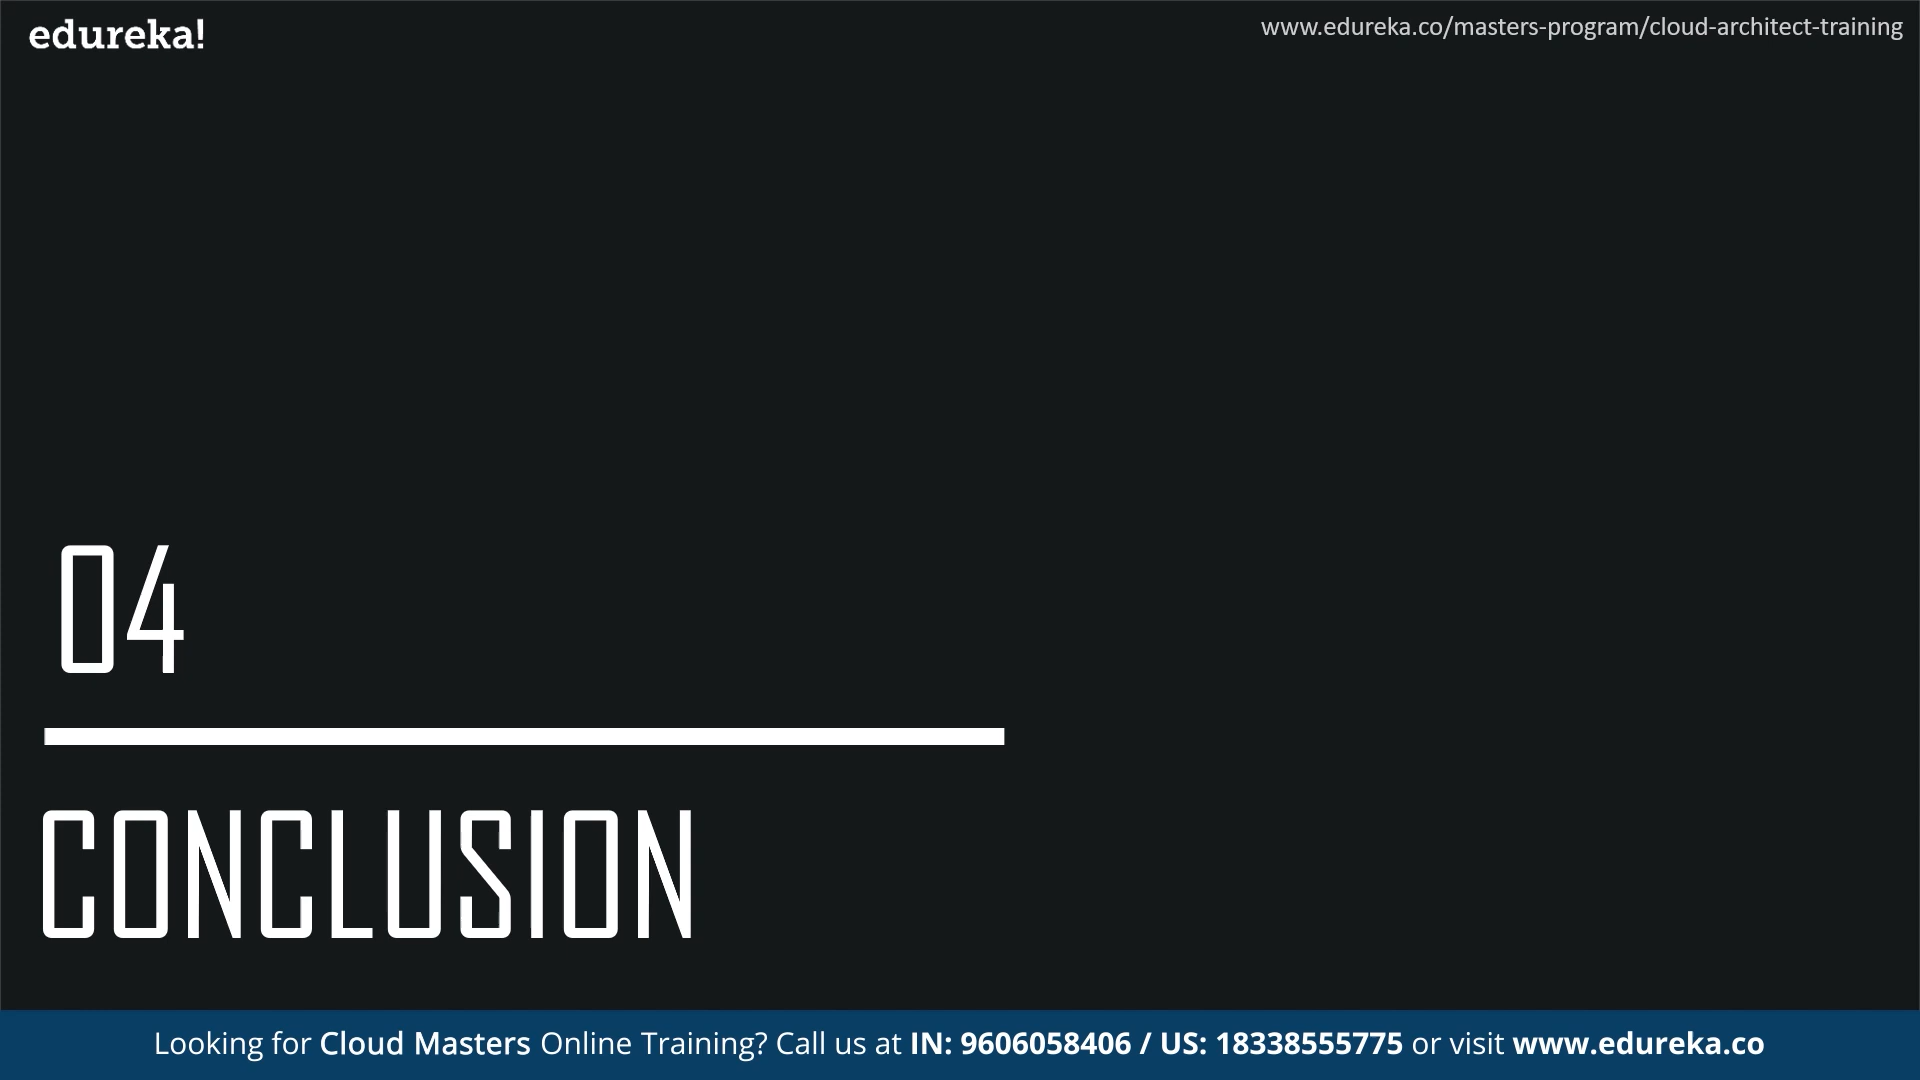 edureka!
www.edureka.co/masters-program/cloud-architect-training
04
CONCLUSION
Looking for Cloud Masters Online Training? Call us at IN: 9606058406 / US: 18338555775 or visit www.edureka.co